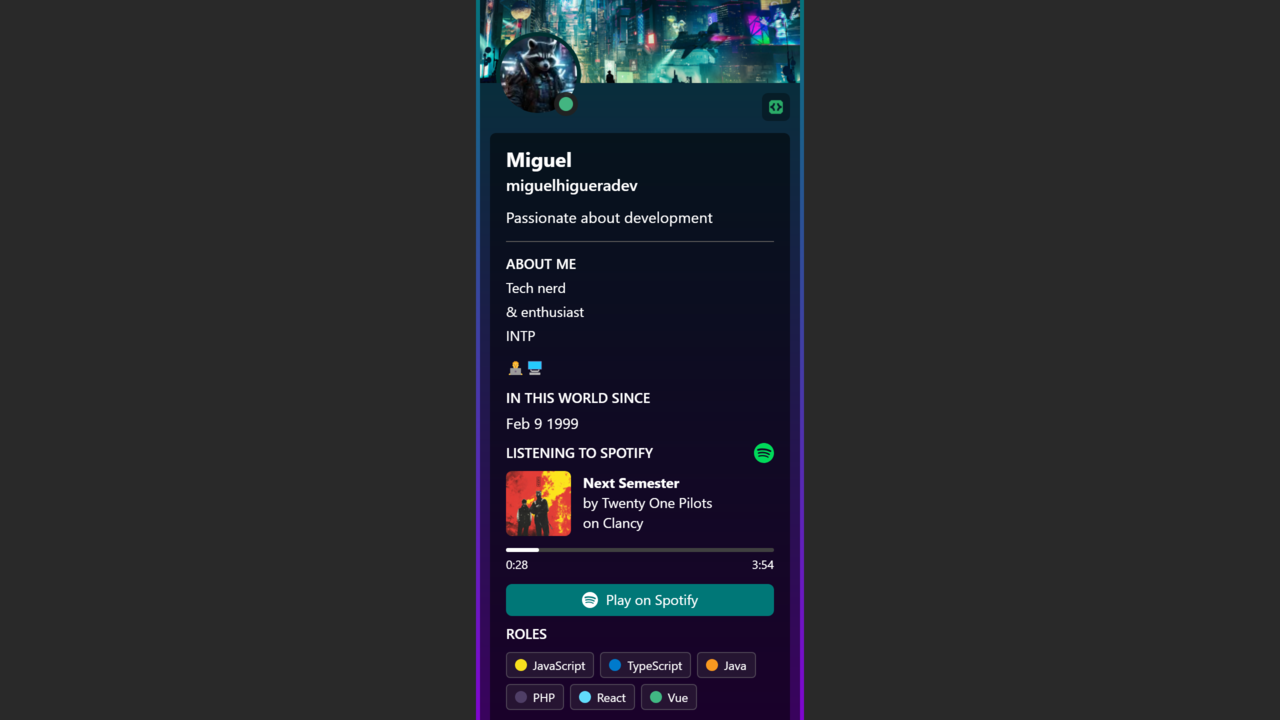 Miguel
miguelhigueradev
Passionate about development
ABOUT ME
Tech nerd
& enthusiast
INTP
IN THIS WORLD SINCE
Feb 9 1999
LISTENING TO SPOTIFY
Next Semester
by Twenty One Pilots
on Clancy
0:28 3:54
Play on Spotify
ROLES
JavaScript TypeScript Java
PHP React Vue